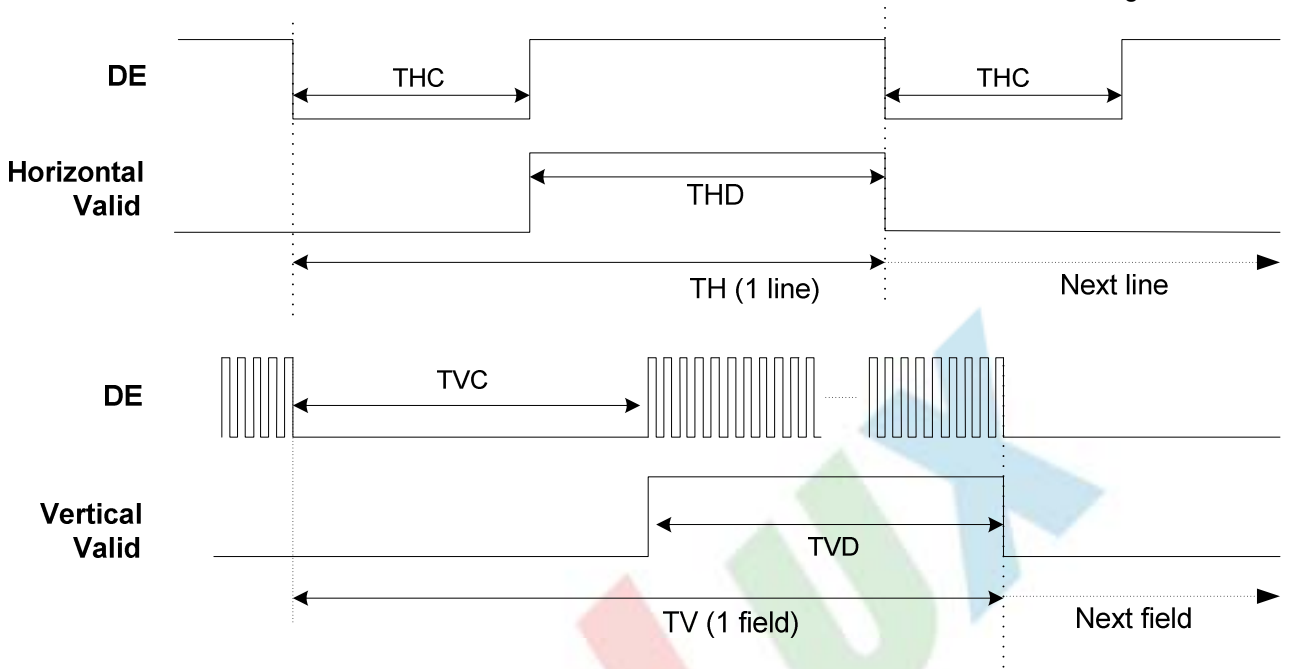 DE
THC
THC
Horizontal
Valid
THD
TH (1 line)
Next line
DE
TVC
Vertical
Valid
TVD
TV (1 field)
Next field